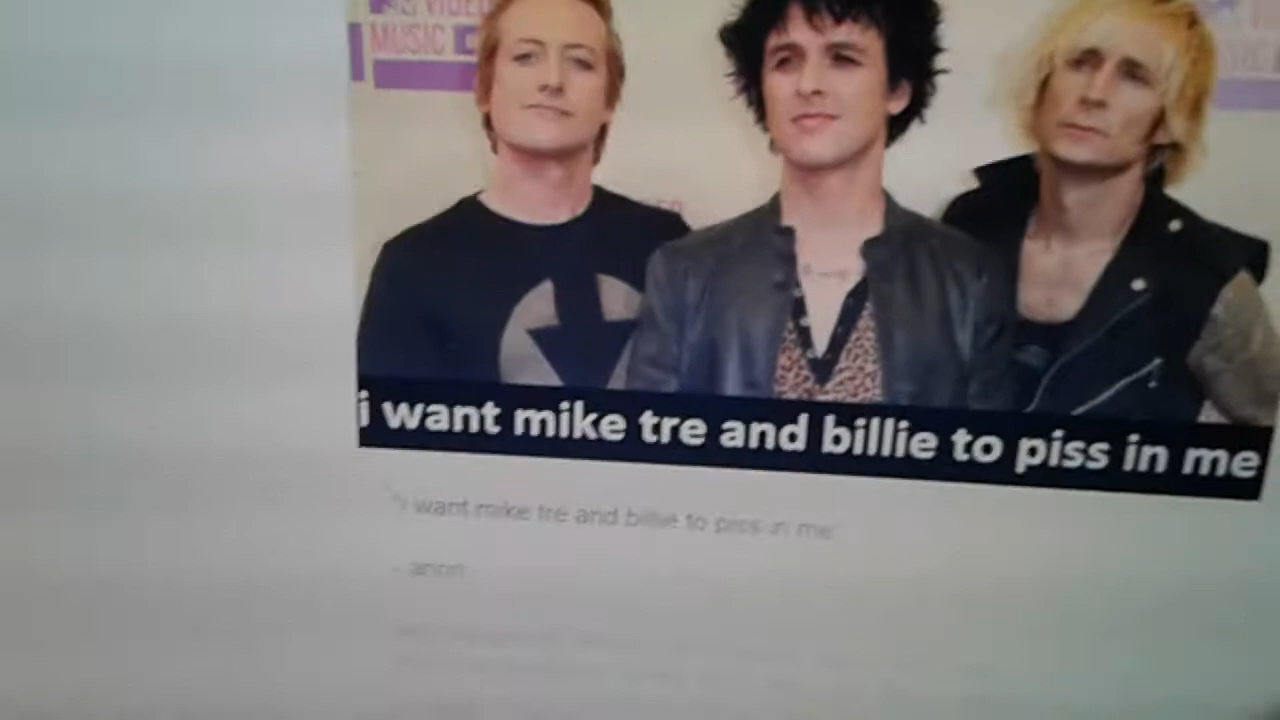 VIDEO
MUSIC
i want mike tre and billie to piss in me
"i want mike tre and billie to piss in me"
- anon